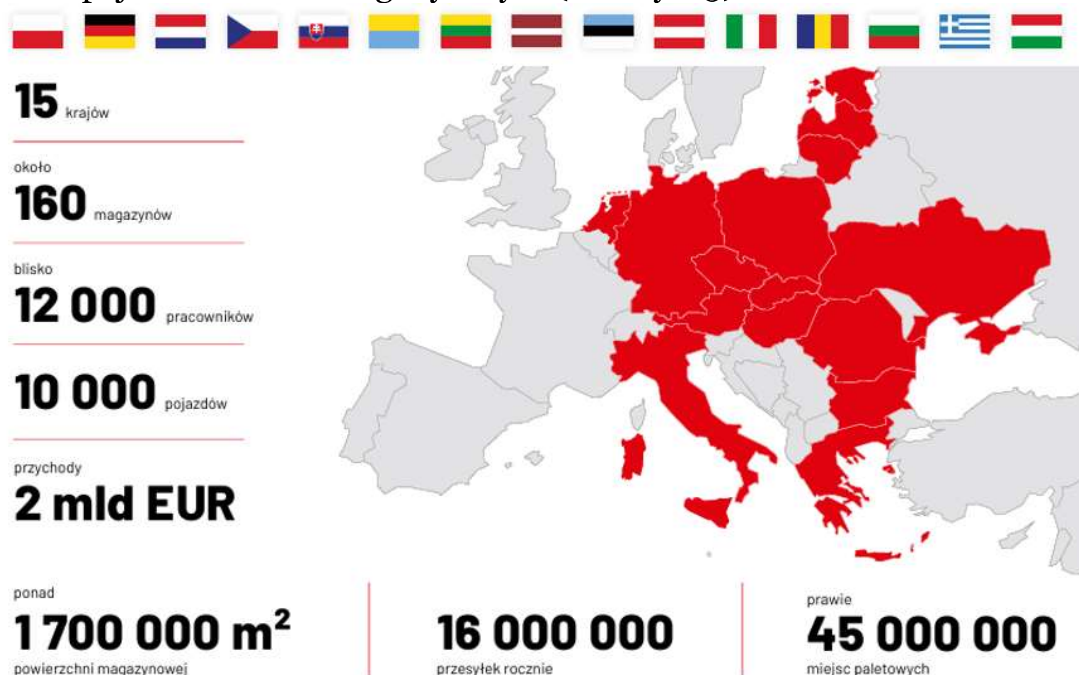 15 krajów
około
160 magazynów
blisko
12 000 pracowników
10 000 pojazdów
przychody
2 mld EUR
ponad
1 700 000 m²
powierzchni magazynowej
16 000 000
przesyłek rocznie
prawie
45 000 000
miejsc paletowych